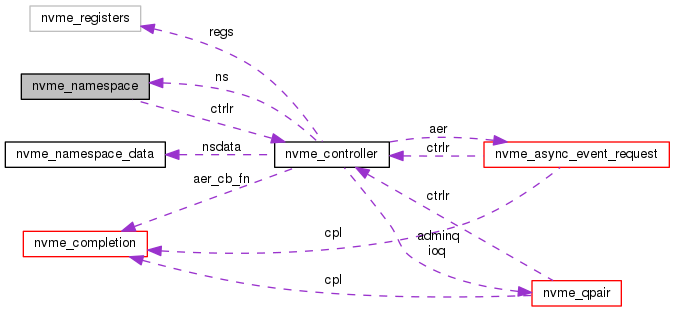 nvme_registers
regs
nvme_namespace
ns
ctrlr
aer
nvme_namespace_data
nsdata
nvme_controller
ctrlr
nvme_async_event_request
aer_cb_fn
ctrlr
nvme_completion
cpl
adminq
ioq
cpl
nvme_qpair